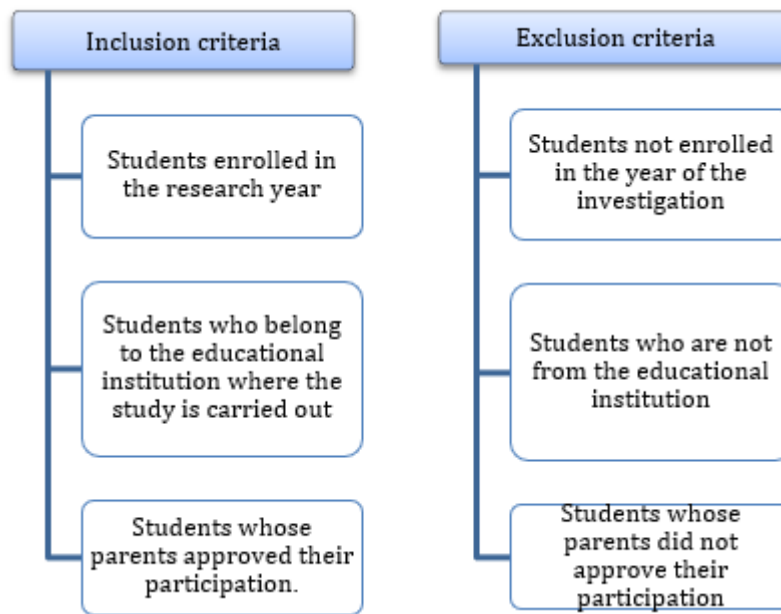 Inclusion criteria
Students enrolled in
the research year
Students who belong
to the educational
institution where the
study is carried out
Students whose
parents approved their
participation.
Exclusion criteria
Students not enrolled
in the year of the
investigation
Students who are not
from the educational
institution
Students whose
parents did not
approve their
participation